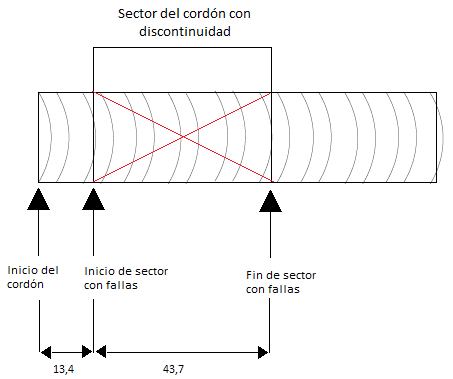 Sector del cordón con
discontinuidad
Inicio del
cordón
Inicio de sector
con fallas
Fin de sector
con fallas
13,4
43,7